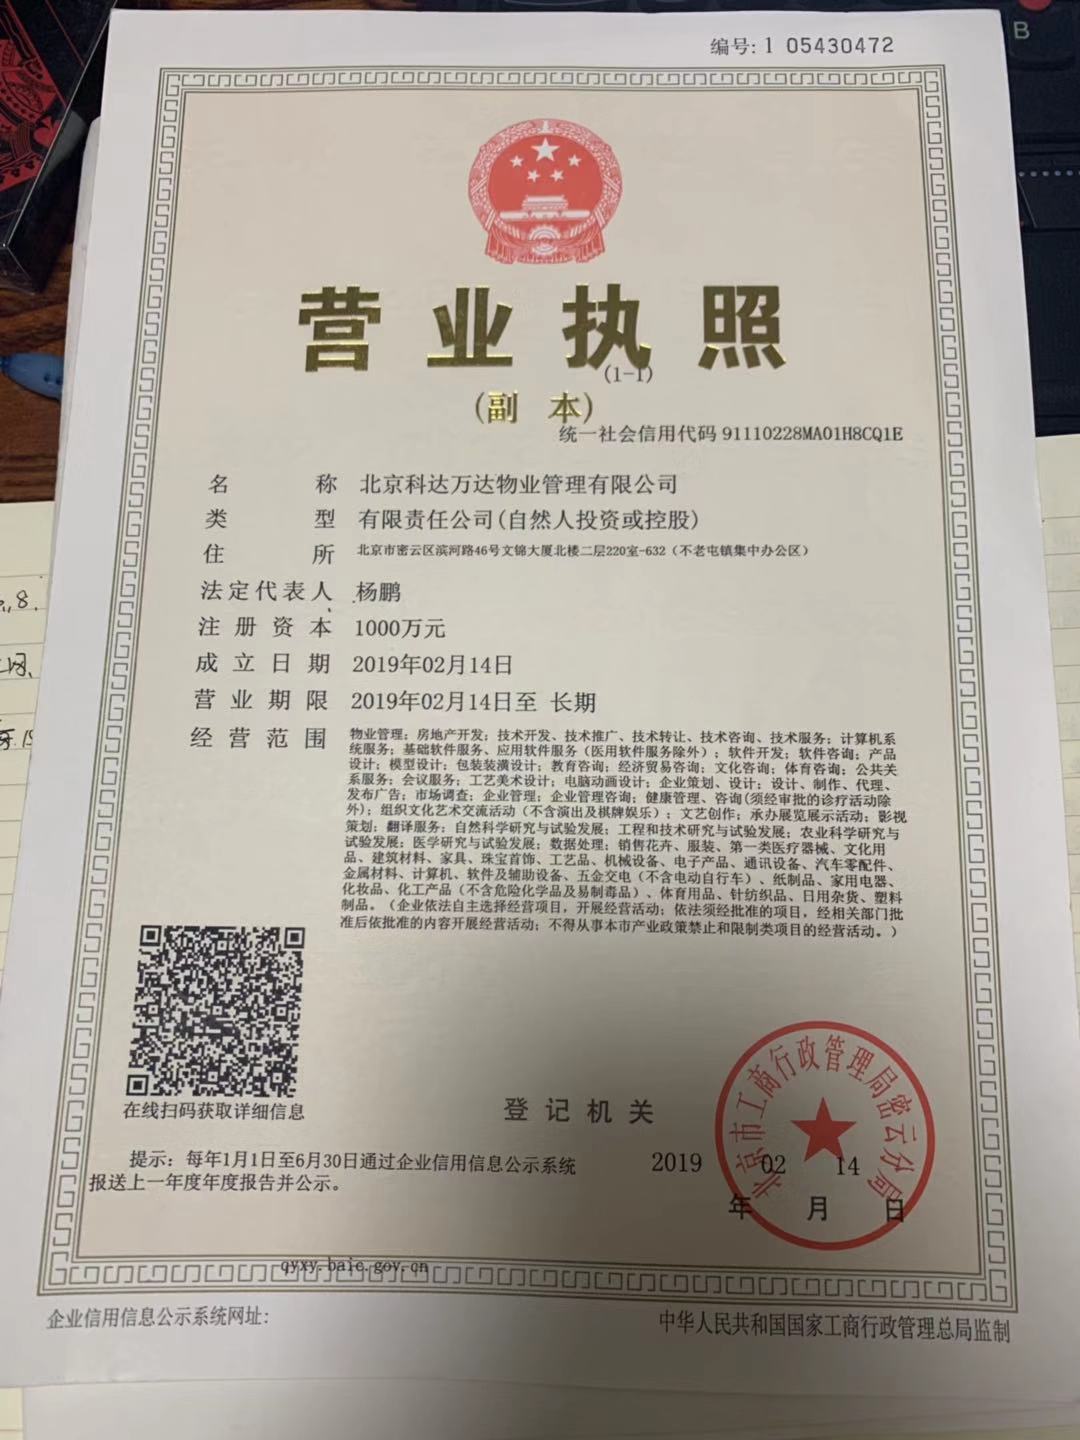 B
编号: 1 05430472
营业执照
(1-1)
(副 本)
统一社会信用代码 91110228MA01H8CQ1E
名 称 北京科达万达物业管理有限公司
类 型 有限责任公司(自然人投资或控股)
住 所 北京市密云区滨河路46号文锦大厦北楼二层220室-632（不老屯镇集中办公区）
法定代表人 杨鹏
注册资本 1000万元
成立日期 2019年02月14日
营业期限 2019年02月14日至 长期
经营范围 物业管理；房地产开发；技术开发、技术推广、技术转让、技术咨询、技术服务；计算机系
统服务；基础软件服务、应用软件服务（医用软件服务除外）；软件开发；软件咨询；产品
设计；模型设计；包装装潢设计；教育咨询；经济贸易咨询；文化咨询；体育咨询；公共关
系服务；会议服务；工艺美术设计；电脑动画设计；企业策划、设计；设计、制作、代理、
发布广告；市场调查；企业管理；企业管理咨询；健康管理、咨询(须经审批的诊疗活动除
外)；组织文化艺术交流活动（不含演出及棋牌娱乐）；文艺创作；承办展览展示活动；影视
策划；翻译服务；自然科学研究与试验发展；工程和技术研究与试验发展；农业科学研究与
试验发展；医学研究与试验发展；数据处理；销售花卉、服装、第一类医疗器械、文化用
品、建筑材料、家具、珠宝首饰、工艺品、机械设备、电子产品、通讯设备、汽车零配件、
金属材料、计算机、软件及辅助设备、五金交电（不含电动自行车）、纸制品、家用电器、
化妆品、化工产品（不含危险化学品及易制毒品）、体育用品、针纺织品、日用杂货、塑料
制品。（企业依法自主选择经营项目，开展经营活动；依法须经批准的项目，经相关部门批
准后依批准的内容开展经营活动；不得从事本市产业政策禁止和限制类项目的经营活动。）
在线扫码获取详细信息
登记机关
北京市工商行政管理局密云分局
提示：每年1月1日至6月30日通过企业信用信息公示系统
报送上一年度年度报告并公示。
2019 02 14
年 月 日
qyxy.baic.gov.cn
企业信用信息公示系统网址:
中华人民共和国国家工商行政管理总局监制